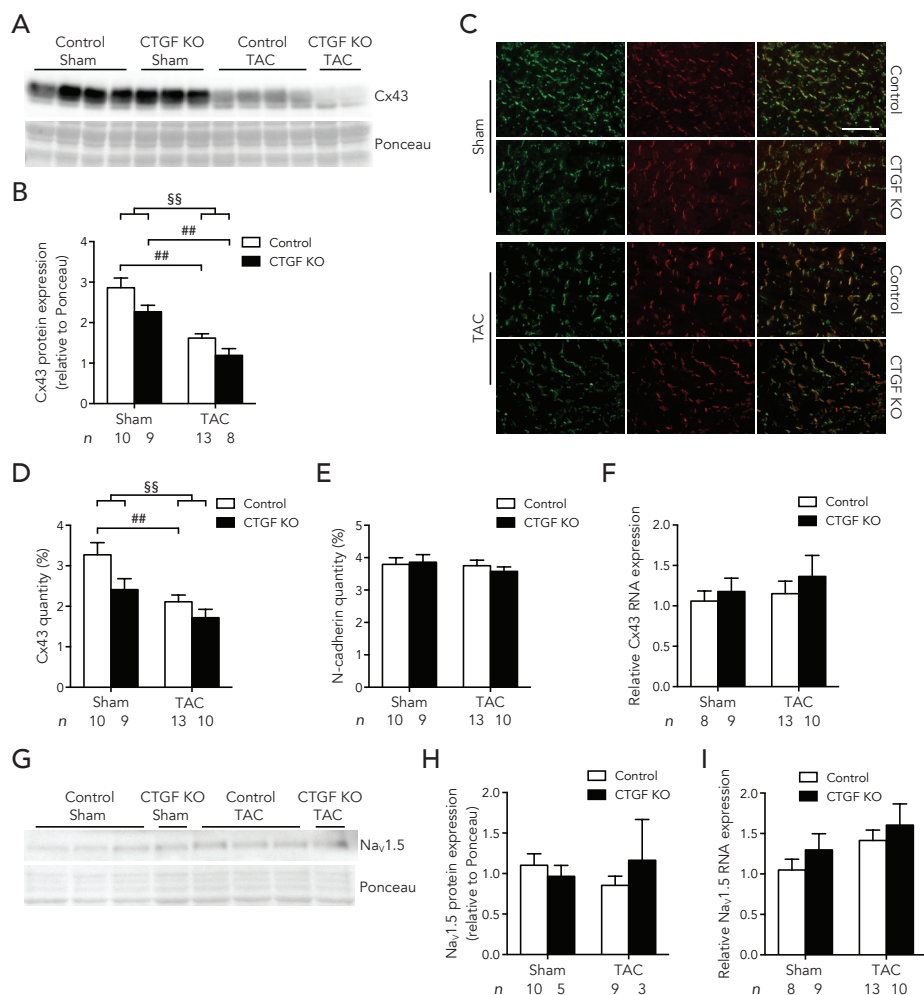 A
Control
Sham
CTGF KO
Sham
Control
TAC
CTGF KO
TAC
Cx43
Ponceau
B
§§
##
##
Control
CTGF KO
Cx43 protein expression
(relative to Ponceau)
4
3
2
1
0
Sham
TAC
n 10 9 13 8
C
Sham
TAC
Control
CTGF KO
Control
CTGF KO
D
§§
##
Control
CTGF KO
Cx43 quantity (%)
4
3
2
1
0
Sham
TAC
n 10 9 13 10
E
Control
CTGF KO
N-cadherin quantity (%)
5
4
3
2
1
0
Sham
TAC
n 10 9 13 10
F
Control
CTGF KO
Relative Cx43 RNA expression
2.0
1.5
1.0
0.5
0.0
Sham
TAC
n 8 9 13 10
G
Control
Sham
CTGF KO
Sham
Control
TAC
CTGF KO
TAC
Naᵥ1.5
Ponceau
H
Control
CTGF KO
Naᵥ1.5 protein expression
(relative to Ponceau)
2.0
1.5
1.0
0.5
0.0
Sham
TAC
n 10 5 9 3
I
Control
CTGF KO
Relative Naᵥ1.5 RNA expression
2.0
1.5
1.0
0.5
0.0
Sham
TAC
n 8 9 13 10